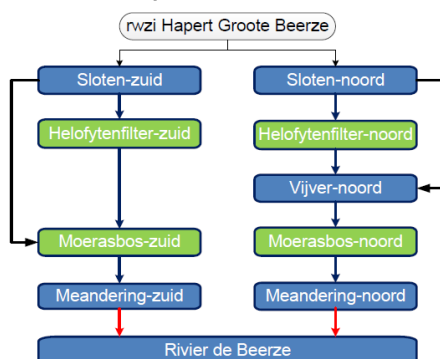 rwzi Hapert Groote Beerze
Sloten-zuid
Sloten-noord
Helofytenfilter-zuid
Helofytenfilter-noord
Vijver-noord
Moerasbos-zuid
Moerasbos-noord
Meandering-zuid
Meandering-noord
Rivier de Beerze